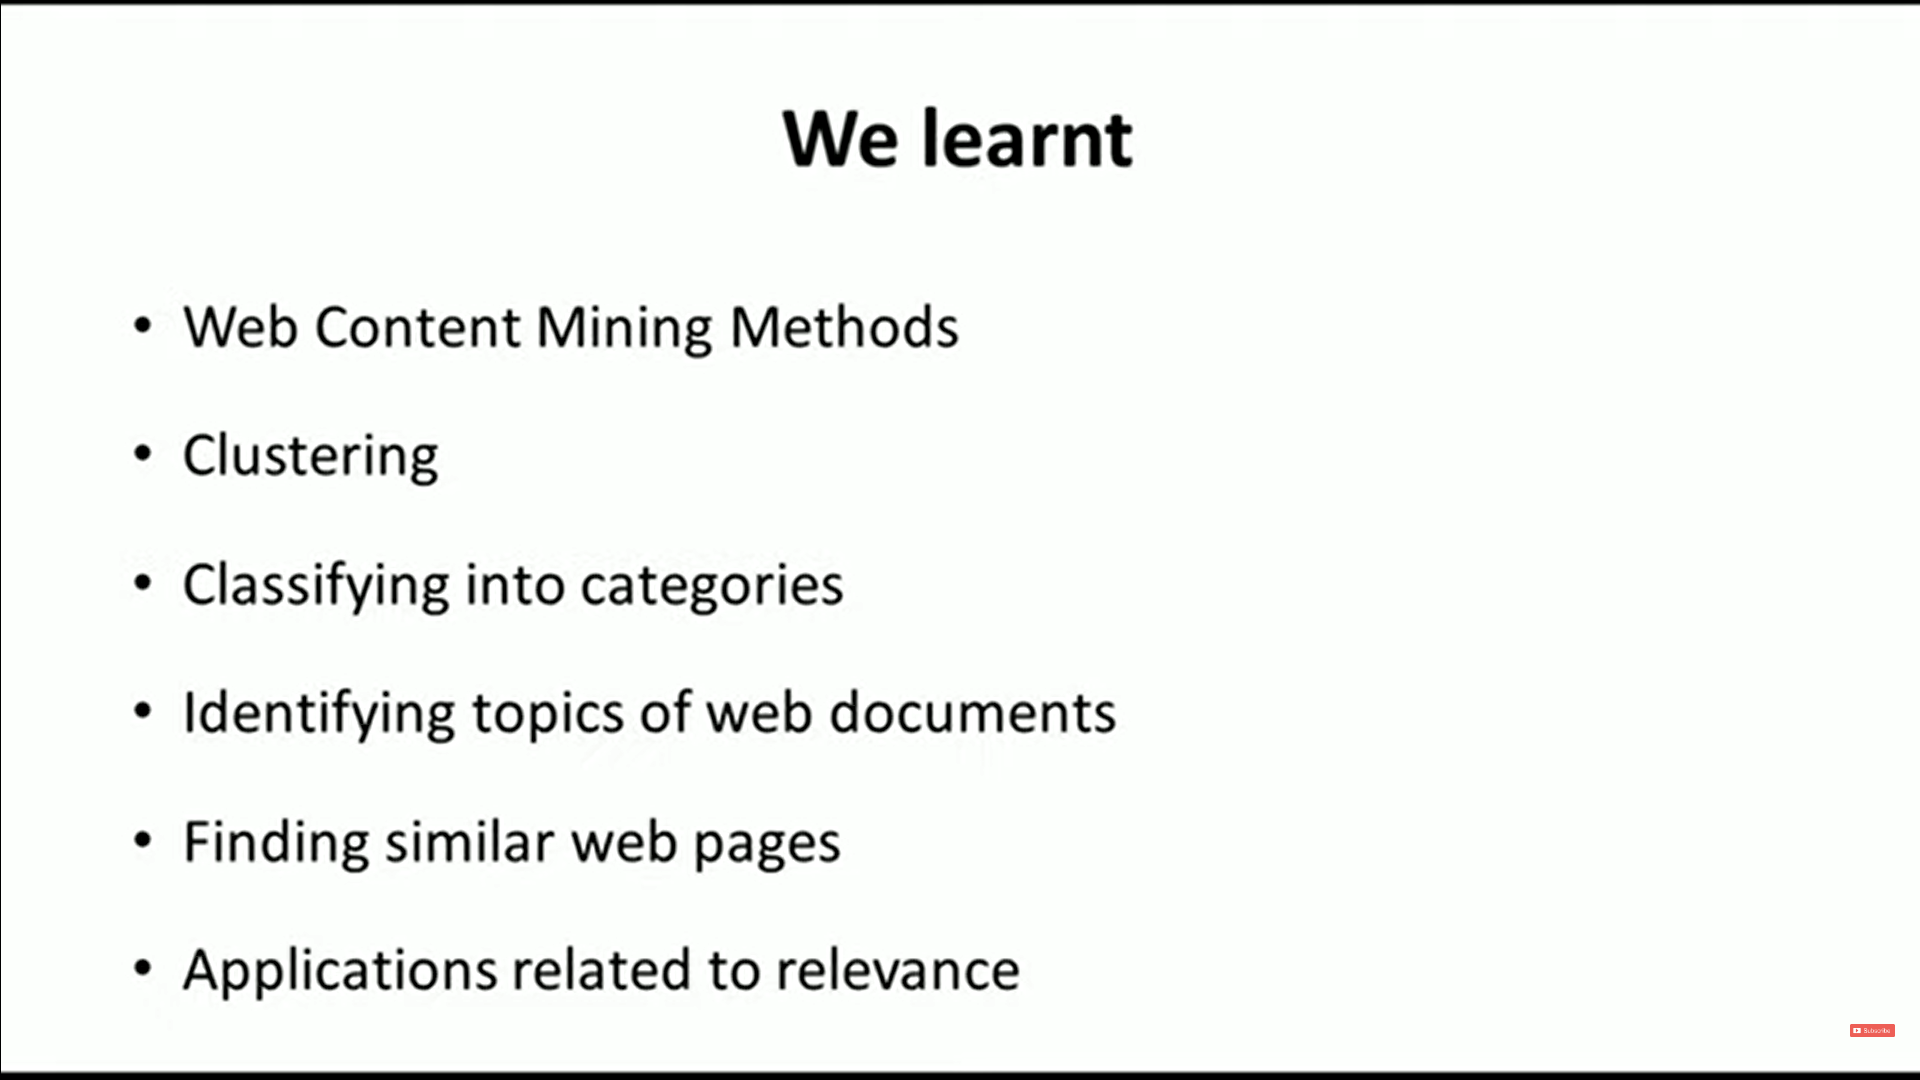 We learnt
• Web Content Mining Methods
• Clustering
• Classifying into categories
• Identifying topics of web documents
• Finding similar web pages
• Applications related to relevance
Subscribe